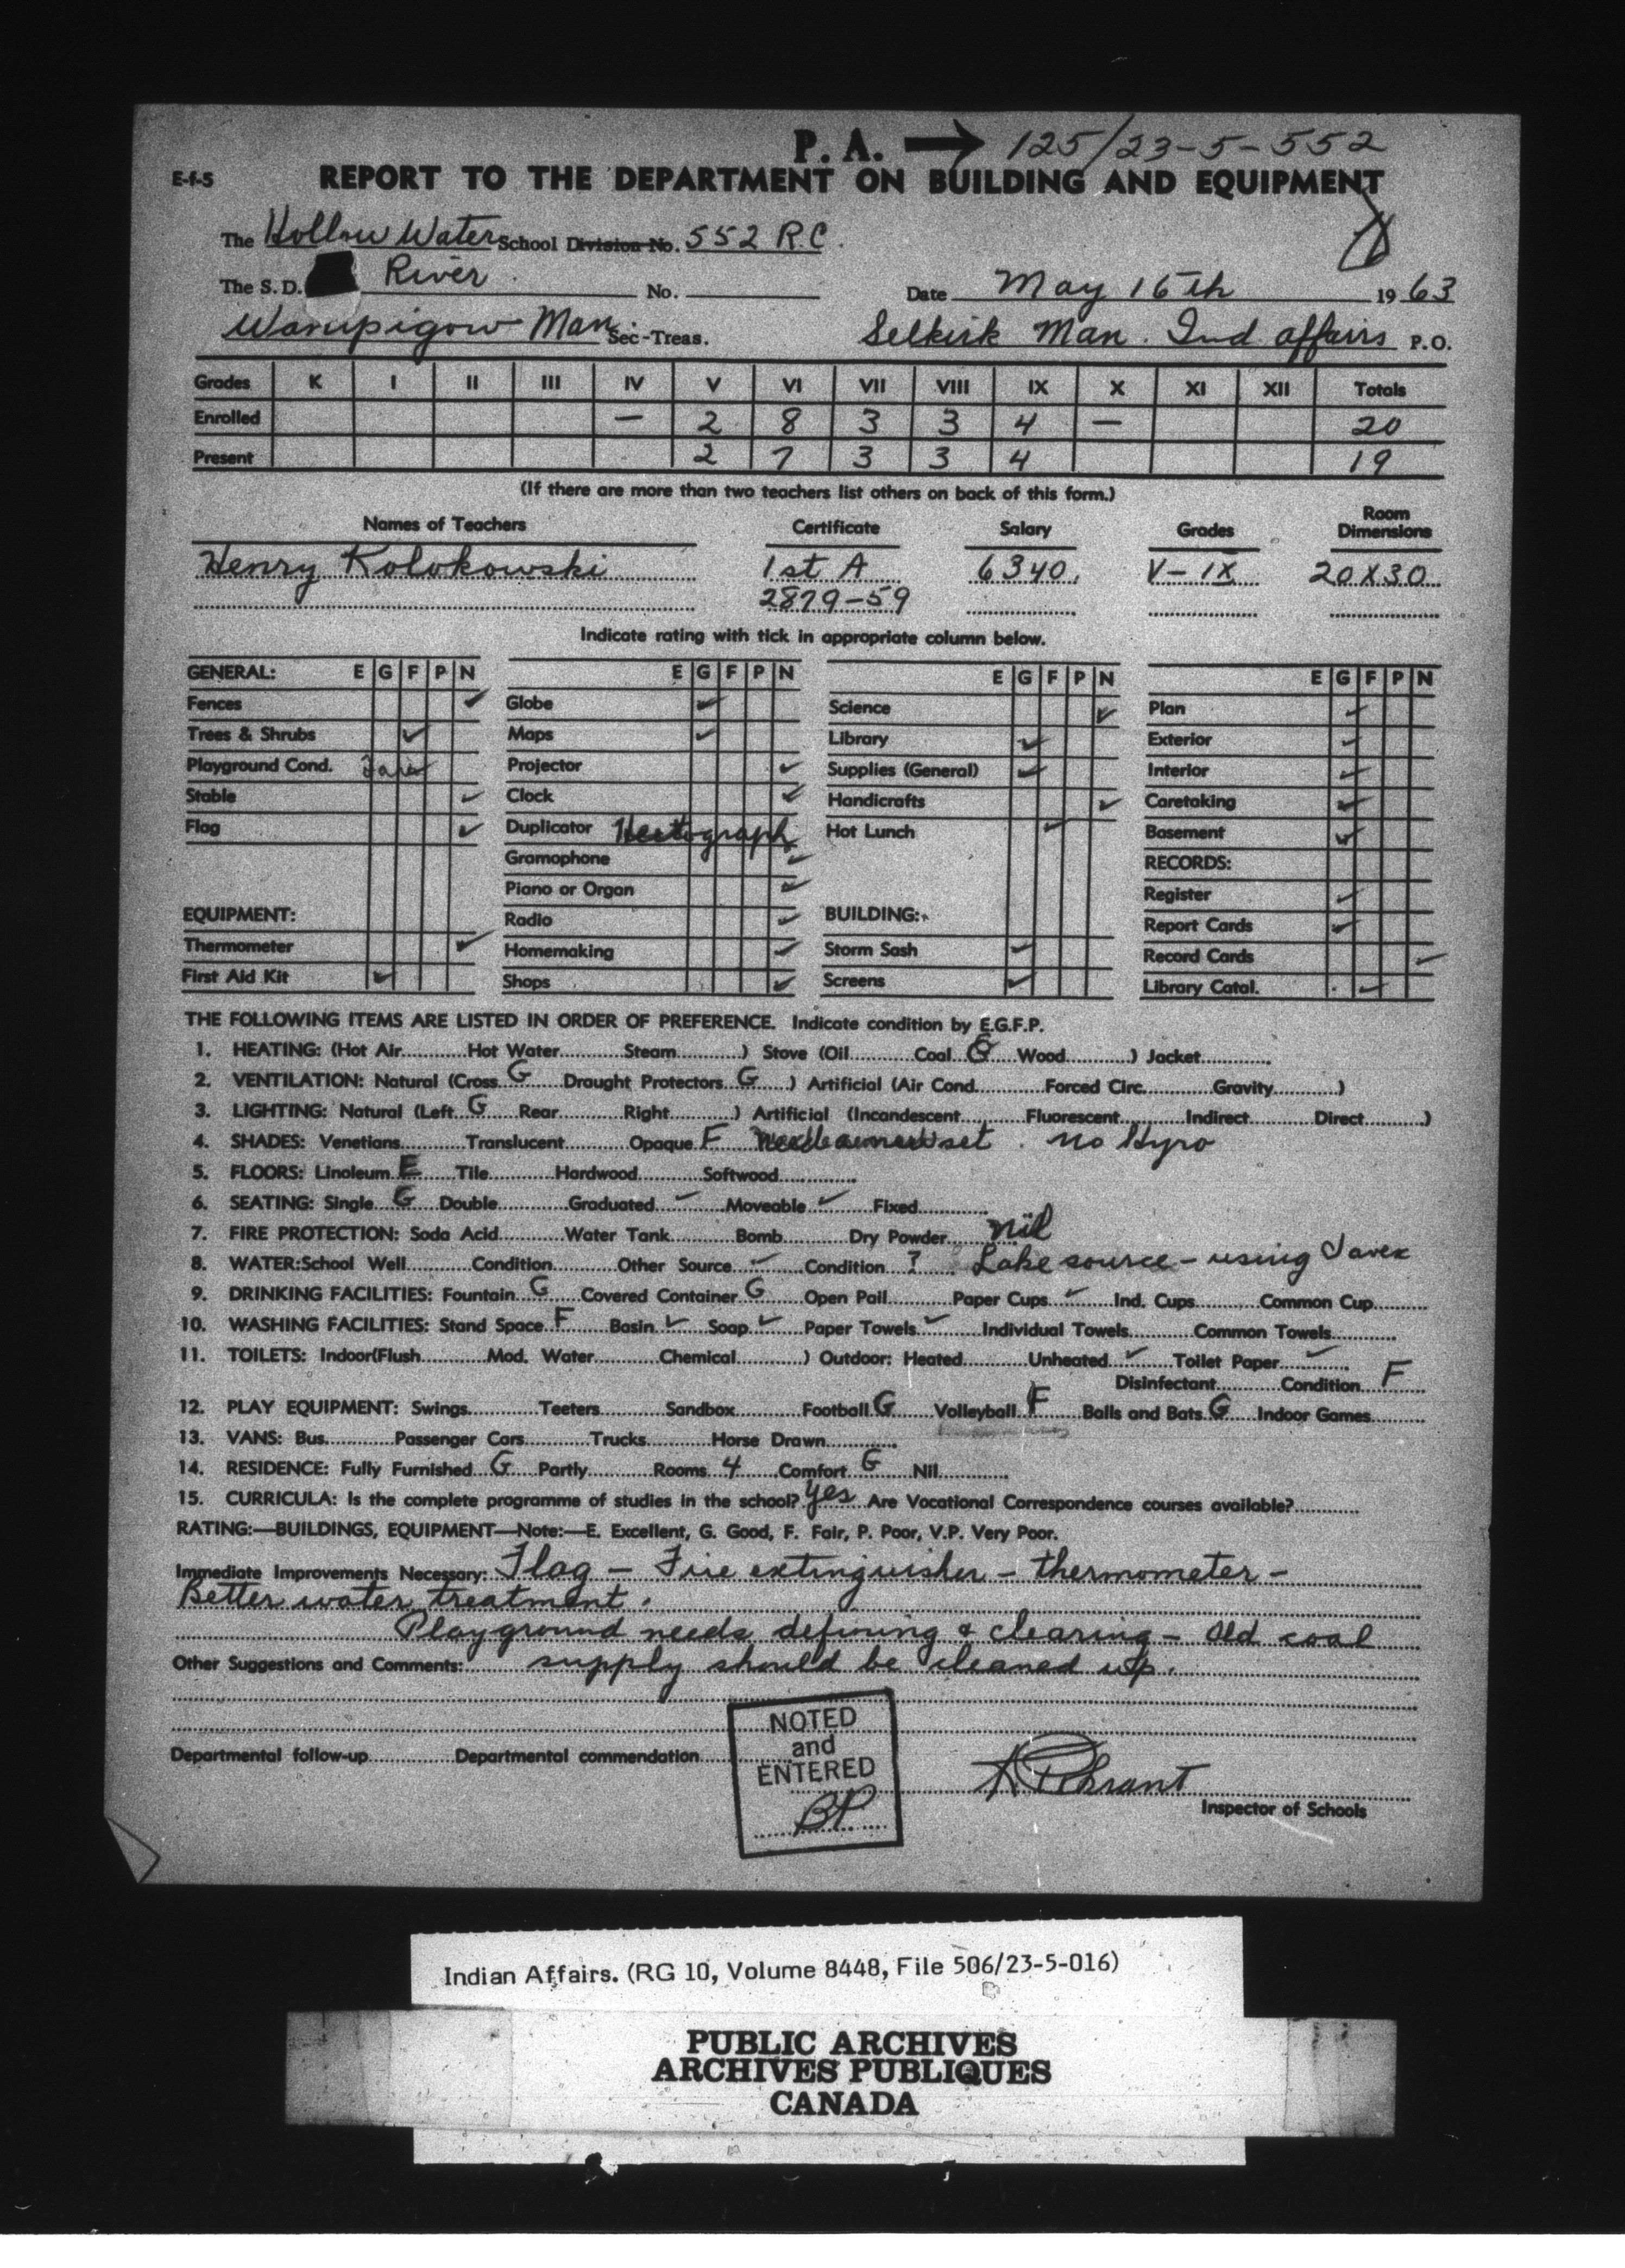 P. A. → 125/23-5-552
E-f-5 REPORT TO THE DEPARTMENT ON BUILDING AND EQUIPMENT
The Hollow Water School Division No. 552 R.C.
The S. D. River No. Date May 16th 1963
Wanipigow Man. Sec-Treas. Selkirk Man. Ind affairs P.O.
Grades K I II III IV V VI VII VIII IX X XI XII Totals
Enrolled — 2 8 3 3 4 — 20
Present 2 7 3 3 4 19
(If there are more than two teachers list others on back of this form.)
Names of Teachers Certificate Salary Grades Room Dimensions
Henry Kolokowski 1st A 6340. V-IX 20X30
2879-59
Indicate rating with tick in appropriate column below.
GENERAL: E G F P N E G F P N E G F P N E G F P N
Fences ✓ Globe ✓ Science ✓ Plan ✓
Trees & Shrubs ✓ Maps ✓ Library ✓ Exterior ✓
Playground Cond. Fair Projector ✓ Supplies (General) ✓ Interior ✓
Stable ✓ Clock ✓ Handicrafts ✓ Caretaking ✓
Flag ✓ Duplicator Hectograph Hot Lunch ✓ Basement ✓
Gramophone ✓ RECORDS:
Piano or Organ ✓ Register ✓
EQUIPMENT: Radio ✓ BUILDING: Report Cards ✓
Thermometer ✓ Homemaking ✓ Storm Sash ✓ Record Cards ✓
First Aid Kit ✓ Shops ✓ Screens ✓ Library Catal. ✓
THE FOLLOWING ITEMS ARE LISTED IN ORDER OF PREFERENCE. Indicate condition by E.G.F.P.
1. HEATING: (Hot Air Hot Water Steam ) Stove (Oil Coal G Wood ) Jacket
2. VENTILATION: Natural (Cross G Draught Protectors G ) Artificial (Air Cond. Forced Circ. Gravity )
3. LIGHTING: Natural (Left G Rear Right ) Artificial (Incandescent Fluorescent Indirect Direct )
4. SHADES: Venetians Translucent Opaque F set. no Hyro
5. FLOORS: Linoleum E Tile Hardwood Softwood
6. SEATING: Single G Double Graduated ✓ Moveable ✓ Fixed
7. FIRE PROTECTION: Soda Acid Water Tank Bomb Dry Powder nil
8. WATER: School Well Condition Other Source ✓ Condition ? Lake source - using Javex
9. DRINKING FACILITIES: Fountain G Covered Container G Open Pail Paper Cups ✓ Ind. Cups Common Cup
10. WASHING FACILITIES: Stand Space F Basin ✓ Soap ✓ Paper Towels ✓ Individual Towels Common Towels
11. TOILETS: Indoor(Flush Mod. Water Chemical ) Outdoor: Heated Unheated ✓ Toilet Paper ✓
Disinfectant Condition F
12. PLAY EQUIPMENT: Swings Teeters Sandbox Football G Volleyball F Balls and Bats G Indoor Games
13. VANS: Bus Passenger Cars Trucks Horse Drawn
14. RESIDENCE: Fully Furnished G Partly Rooms 4 Comfort G Nil
15. CURRICULA: Is the complete programme of studies in the school? yes Are Vocational Correspondence courses available?
RATING:—BUILDINGS, EQUIPMENT—Note:—E. Excellent, G. Good, F. Fair, P. Poor, V.P. Very Poor.
Immediate Improvements Necessary: Flag - Fire extinguisher - thermometer -
Better water treatment.
Playground needs defining & clearing - old coal
Other Suggestions and Comments: supply should be cleaned up.
Departmental follow-up Departmental commendation
NOTED
and
ENTERED
BP
Inspector of Schools
Indian Affairs. (RG 10, Volume 8448, File 506/23-5-016)
PUBLIC ARCHIVES
ARCHIVES PUBLIQUES
CANADA